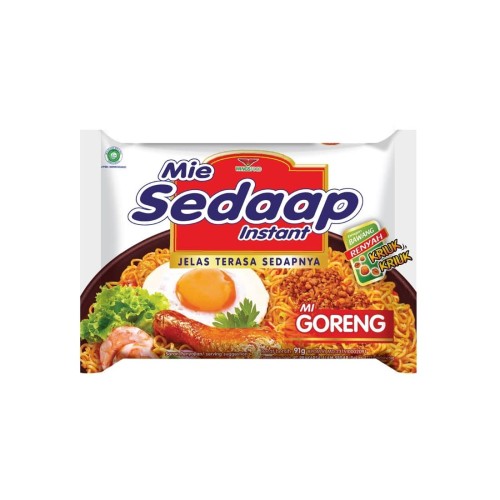 Mie
Sedaap
Instant
JELAS TERASA SEDAPNYA
BAWANG
RENYAH
KRIUK
KRIUK
MI
GORENG
91g